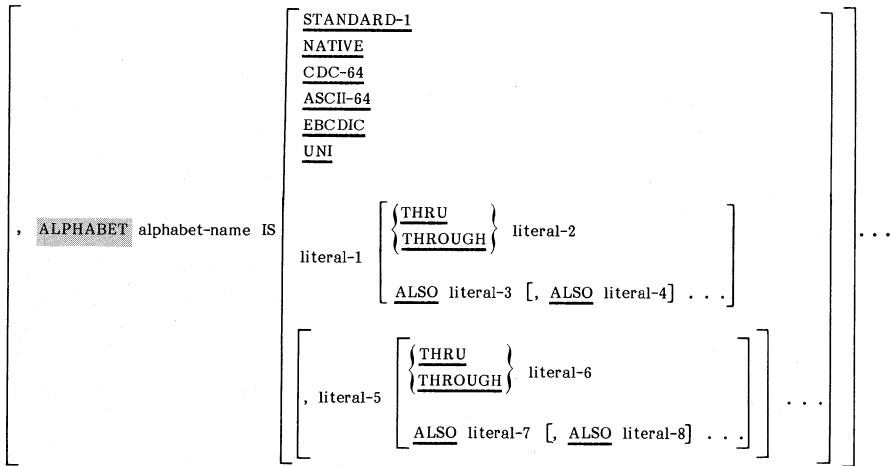 STANDARD-1
NATIVE
CDC-64
ASCII-64
EBCDIC
UNI
, ALPHABET alphabet-name IS
literal-1 [ { THRU
THROUGH } literal-2
ALSO literal-3 [, ALSO literal-4] . . . ]
. . .
[ , literal-5 [ { THRU
THROUGH } literal-6
ALSO literal-7 [, ALSO literal-8] . . . ] ] . . .